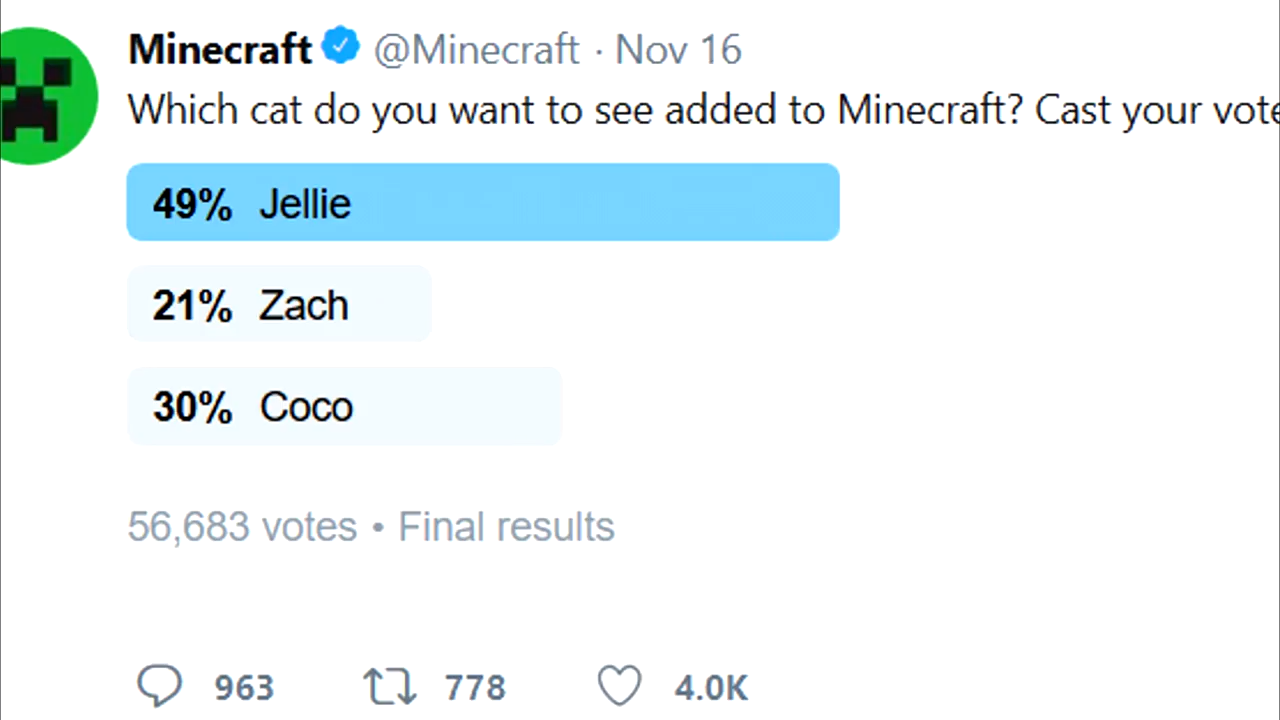 Minecraft @Minecraft · Nov 16
Which cat do you want to see added to Minecraft? Cast your vote
49% Jellie
21% Zach
30% Coco
56,683 votes • Final results
963 778 4.0K